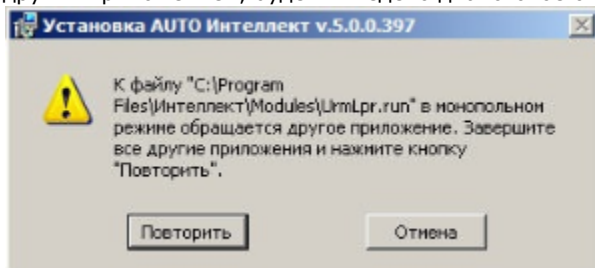 Установка AUTO Интеллект v.5.0.0.397
К файлу "C:\Program
Files\Интеллект\Modules\UrmLpr.run" в монопольном
режиме обращается другое приложение. Завершите
все другие приложения и нажмите кнопку
"Повторить".
Повторить Отмена